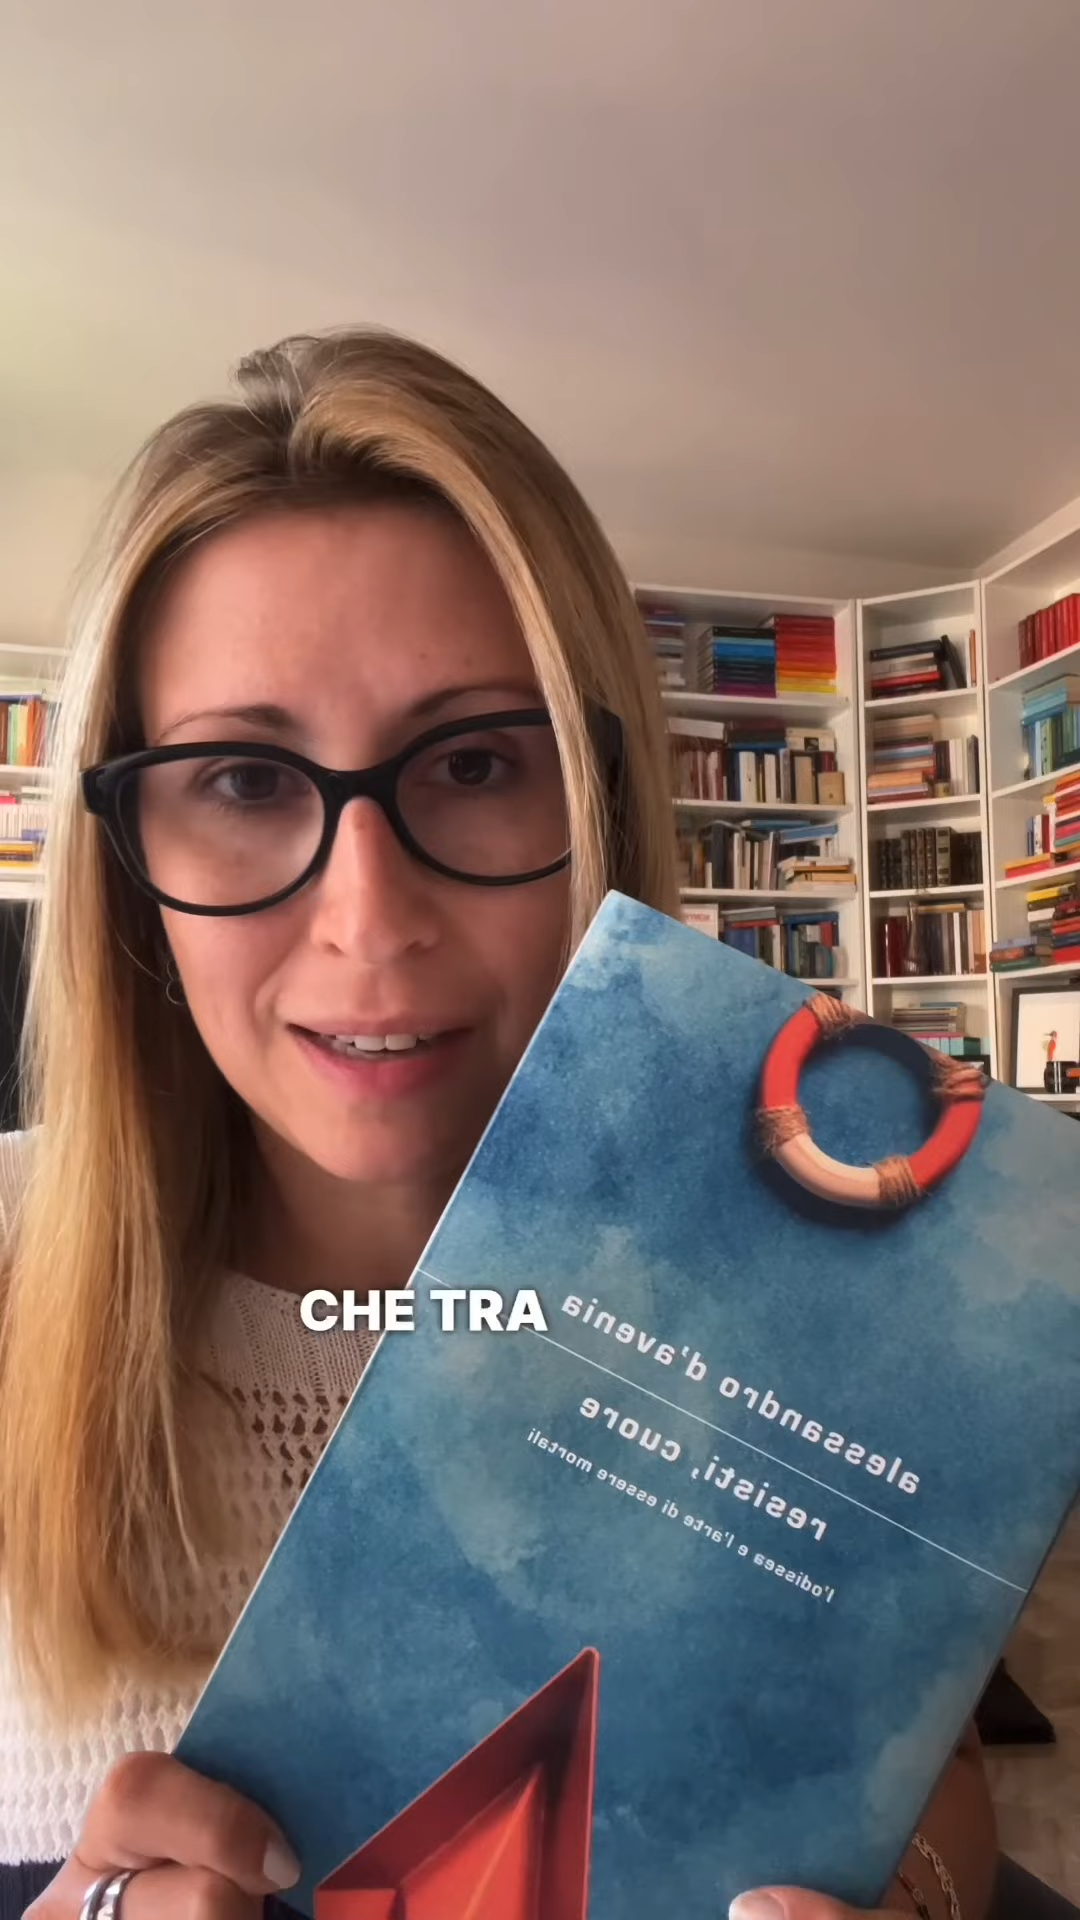 CHE TRA
alessandro d'avenia
resisti, cuore
l'odissea e l'arte di essere mortali